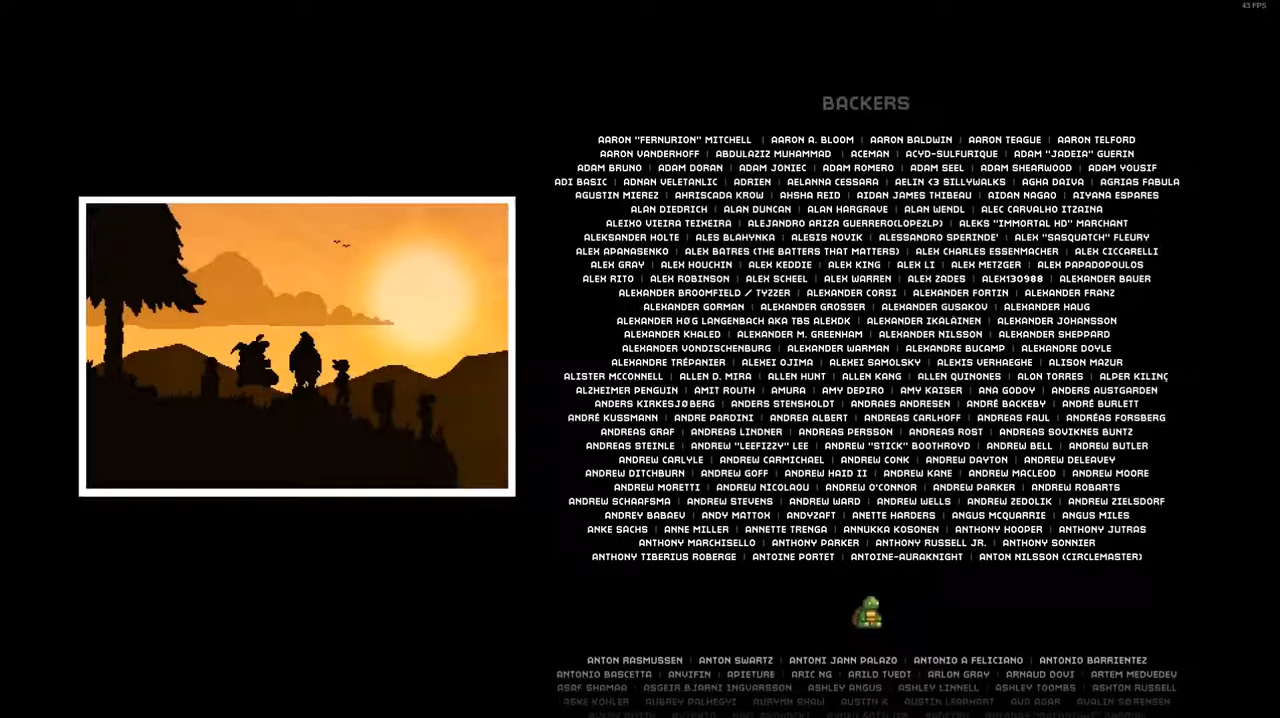 43 FPS
BACKERS
AARON "FERNURION" MITCHELL | AARON A. BLOOM | AARON BALDWIN | AARON TEAGUE | AARON TELFORD
AARON VANDERHOFF | ABDULAZIZ MUHAMMAD | ACEMAN | ACYD-SULFURIQUE | ADAM "JADEIA" GUERIN
ADAM BRUNO | ADAM DORAN | ADAM JONIEC | ADAM ROMERO | ADAM SEEL | ADAM SHEARWOOD | ADAM YOUSIF
ADI BASIC | ADNAN VELETANLIC | ADRIEN | AELANNA CESSARA | AELIN <3 SILLYWALKS | AGHA DAIVA | AGRIAS FABULA
AGUSTIN MIEREZ | AHRISCADA KROW | AHSHA REID | AIDAN JAMES THIBEAU | AIDAN NAGAO | AIYANA ESPARES
ALAN DIEDRICH | ALAN DUNCAN | ALAN HARGRAVE | ALAN WENDL | ALEC CARVALHO ITZAINA
ALEIXO VIEIRA TEIXEIRA | ALEJANDRO ARIZA GUERRERO(LOPEZLP) | ALEKS "IMMORTAL HD" MARCHANT
ALEKSANDER HOLTE | ALES BLAHYNKA | ALESIS NOVIK | ALESSANDRO SPERINDE' | ALEX "SASQUATCH" FLEURY
ALEX APANASENKO | ALEX BATRES (THE BATTERS THAT MATTERS) | ALEX CHARLES ESSENMACHER | ALEX CICCARELLI
ALEX GRAY | ALEX HOUCHIN | ALEX KEDDIE | ALEX KING | ALEX LI | ALEX METZGER | ALEX PAPADOPOULOS
ALEX RITO | ALEX ROBINSON | ALEX SCHEEL | ALEX WARREN | ALEX ZADES | ALEX130988 | ALEXANDER BAUER
ALEXANDER BROOMFIELD / TYZZER | ALEXANDER CORSI | ALEXANDER FORTIN | ALEXANDER FRANZ
ALEXANDER GORMAN | ALEXANDER GROSSER | ALEXANDER GUSAKOV | ALEXANDER HAUG
ALEXANDER HØG LANGENBACH AKA TBS ALEXDK | ALEXANDER IKALAINEN | ALEXANDER JOHANSSON
ALEXANDER KHALED | ALEXANDER M. GREENHAM | ALEXANDER NILSSON | ALEXANDER SHEPPARD
ALEXANDER VONDISCHENBURG | ALEXANDER WARMAN | ALEXANDRE BUCAMP | ALEXANDRE DOYLE
ALEXANDRE TRÉPANIER | ALEXEI OJIMA | ALEXEI SAMOLSKY | ALEXIS VERHAEGHE | ALISON MAZUR
ALISTER MCCONNELL | ALLEN D. MIRA | ALLEN HUNT | ALLEN KANG | ALLEN QUINONES | ALON TORRES | ALPER KILINÇ
ALZHEIMER PENGUIN | AMIT ROUTH | AMURA | AMY DEPIRO | AMY KAISER | ANA GODOY | ANDERS AUSTGARDEN
ANDERS KIRKESJØBERG | ANDERS STENSHOLDT | ANDRAES ANDRESEN | ANDRÉ BACKEBY | ANDRÉ BURLETT
ANDRÉ KUSSMANN | ANDRE PARDINI | ANDREA ALBERT | ANDREAS CARLHOFF | ANDREAS FAUL | ANDRÉAS FORSBERG
ANDREAS GRAF | ANDREAS LINDNER | ANDREAS PERSSON | ANDREAS ROST | ANDREAS SOVIKNES BUNTZ
ANDREAS STEINLE | ANDREW "LEEFIZZY" LEE | ANDREW "STICK" BOOTHROYD | ANDREW BELL | ANDREW BUTLER
ANDREW CARLYLE | ANDREW CARMICHAEL | ANDREW CONK | ANDREW DAYTON | ANDREW DELEAVEY
ANDREW DITCHBURN | ANDREW GOFF | ANDREW HAID II | ANDREW KANE | ANDREW MACLEOD | ANDREW MOORE
ANDREW MORETTI | ANDREW NICOLAOU | ANDREW O'CONNOR | ANDREW PARKER | ANDREW ROBARTS
ANDREW SCHAAFSMA | ANDREW STEVENS | ANDREW WARD | ANDREW WELLS | ANDREW ZEDOLIK | ANDREW ZIELSDORF
ANDREY BABAEV | ANDY MATTOX | ANDYZAFT | ANETTE HARDERS | ANGUS MCQUARRIE | ANGUS MILES
ANKE SACHS | ANNE MILLER | ANNETTE TRENGA | ANNUKKA KOSONEN | ANTHONY HOOPER | ANTHONY JUTRAS
ANTHONY MARCHISELLO | ANTHONY PARKER | ANTHONY RUSSELL JR. | ANTHONY SONNIER
ANTHONY TIBERIUS ROBERGE | ANTOINE PORTET | ANTOINE-AURAKNIGHT | ANTON NILSSON (CIRCLEMASTER)
ANTON RASMUSSEN | ANTON SWARTZ | ANTONI JANN PALAZO | ANTONIO A FELICIANO | ANTONIO BARRIENTEZ
ANTONIO BASCETTA | ANVIFIN | APIETURE | ARIC NG | ARILD TVEDT | ARLON GRAY | ARNAUD DOVI | ARTEM MEDVEDEV
ASAF SHAMAA | ASGEIR BJARNI INGVARSSON | ASHLEY ANGUS | ASHLEY LINNELL | ASHLEY TOOMBS | ASHTON RUSSELL
ASKE KOHLER | AUBREY PALHEGYI | AURYMN SHAW | AUSTIN K | AUSTIN LEARHART | AVA AGAR | AVALIN SØRENSEN